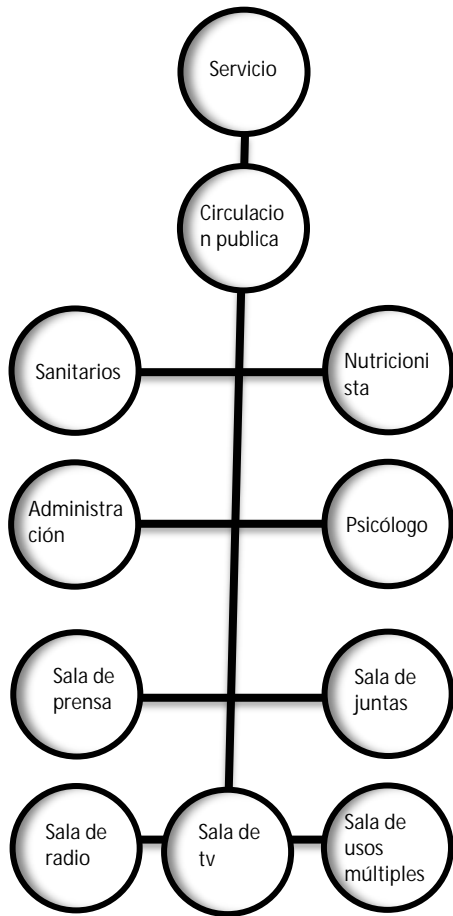 Servicio
Circulacio
n publica
Sanitarios
Nutricioni
sta
Administra
ción
Psicólogo
Sala de
prensa
Sala de
juntas
Sala de
radio
Sala de
tv
Sala de
usos
múltiples